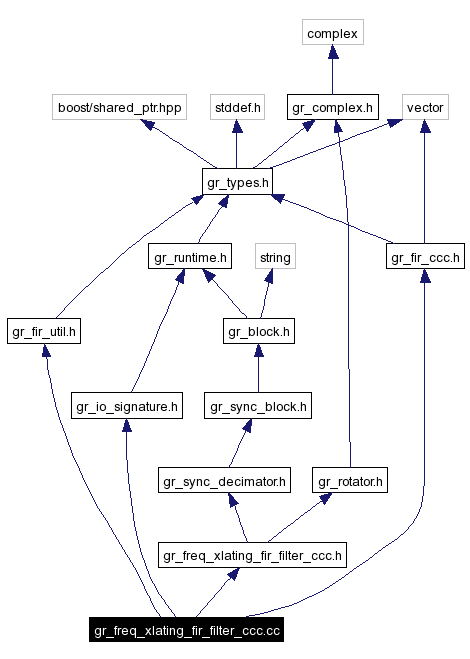 complex
boost/shared_ptr.hpp
stddef.h
gr_complex.h
vector
gr_types.h
gr_runtime.h
string
gr_fir_ccc.h
gr_fir_util.h
gr_block.h
gr_io_signature.h
gr_sync_block.h
gr_sync_decimator.h
gr_rotator.h
gr_freq_xlating_fir_filter_ccc.h
gr_freq_xlating_fir_filter_ccc.cc